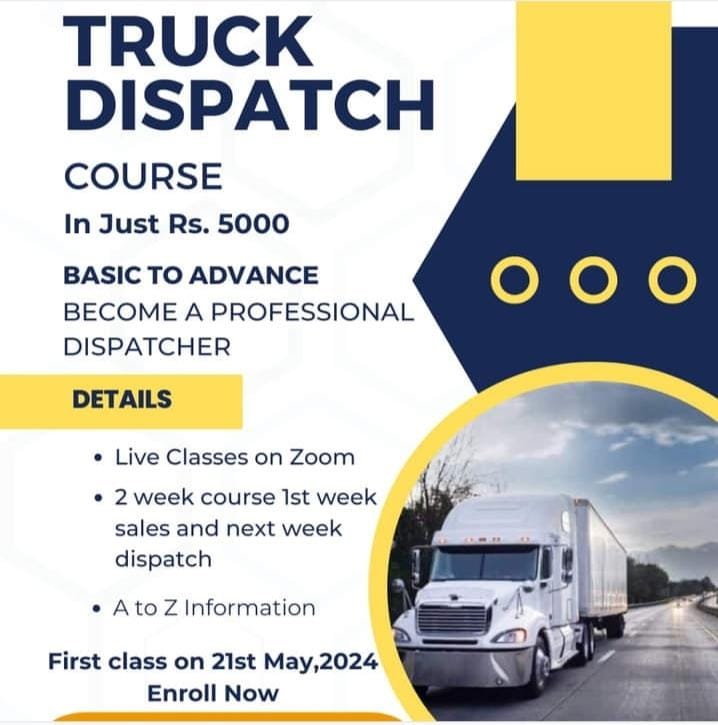 TRUCK
DISPATCH
COURSE
In Just Rs. 5000
BASIC TO ADVANCE
BECOME A PROFESSIONAL
DISPATCHER
DETAILS
• Live Classes on Zoom
• 2 week course 1st week
sales and next week
dispatch
• A to Z Information
First class on 21st May,2024
Enroll Now